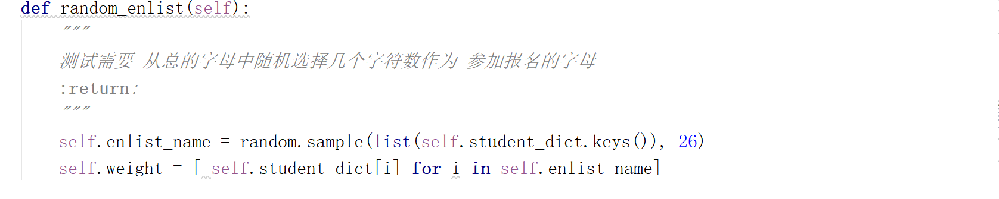 def random_enlist(self):
"""
测试需要 从总的字母中随机选择几个字符数作为 参加报名的字母
:return:
"""
self.enlist_name = random.sample(list(self.student_dict.keys()), 26)
self.weight = [ self.student_dict[i] for i in self.enlist_name]